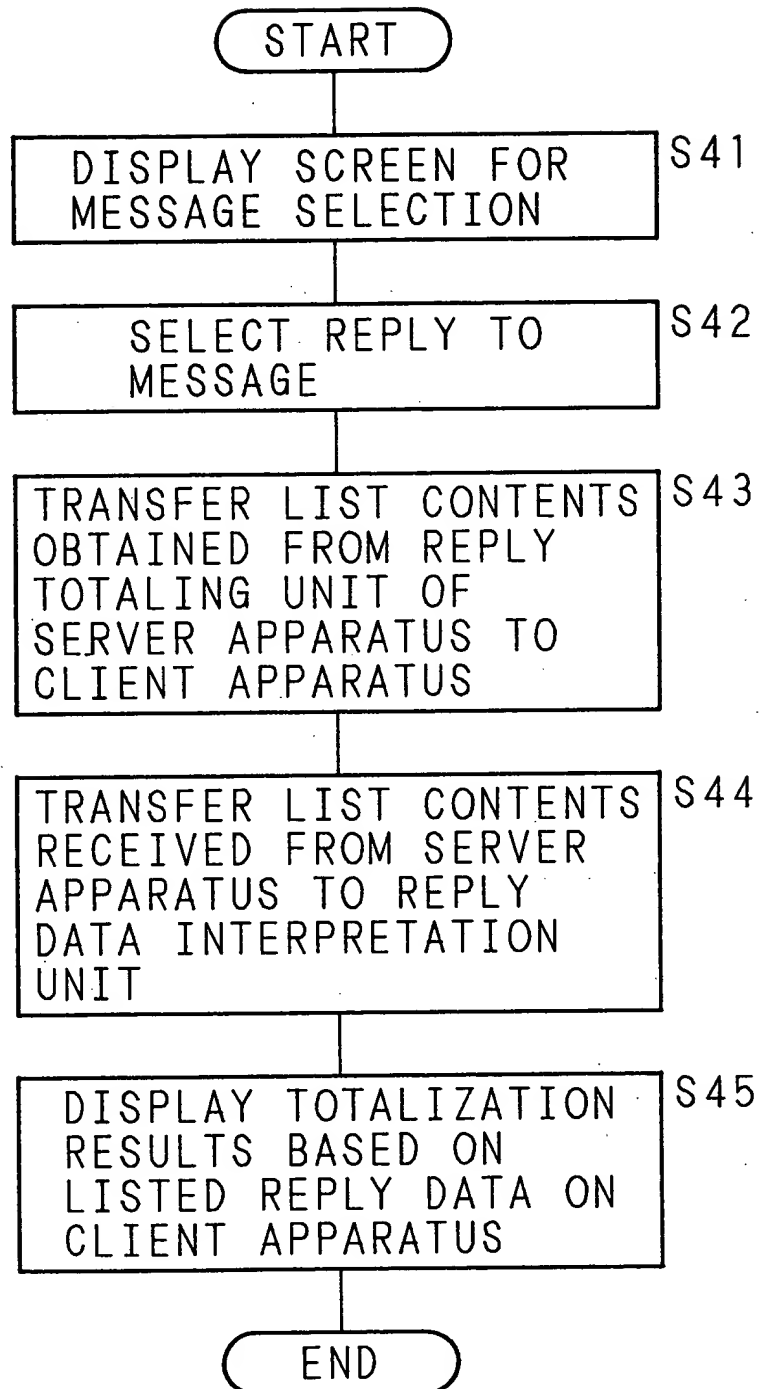 START
DISPLAY SCREEN FOR
MESSAGE SELECTION
S41
SELECT REPLY TO
MESSAGE
S42
TRANSFER LIST CONTENTS
OBTAINED FROM REPLY
TOTALING UNIT OF
SERVER APPARATUS TO
CLIENT APPARATUS
S43
TRANSFER LIST CONTENTS
RECEIVED FROM SERVER
APPARATUS TO REPLY
DATA INTERPRETATION
UNIT
S44
DISPLAY TOTALIZATION
RESULTS BASED ON
LISTED REPLY DATA ON
CLIENT APPARATUS
S45
END